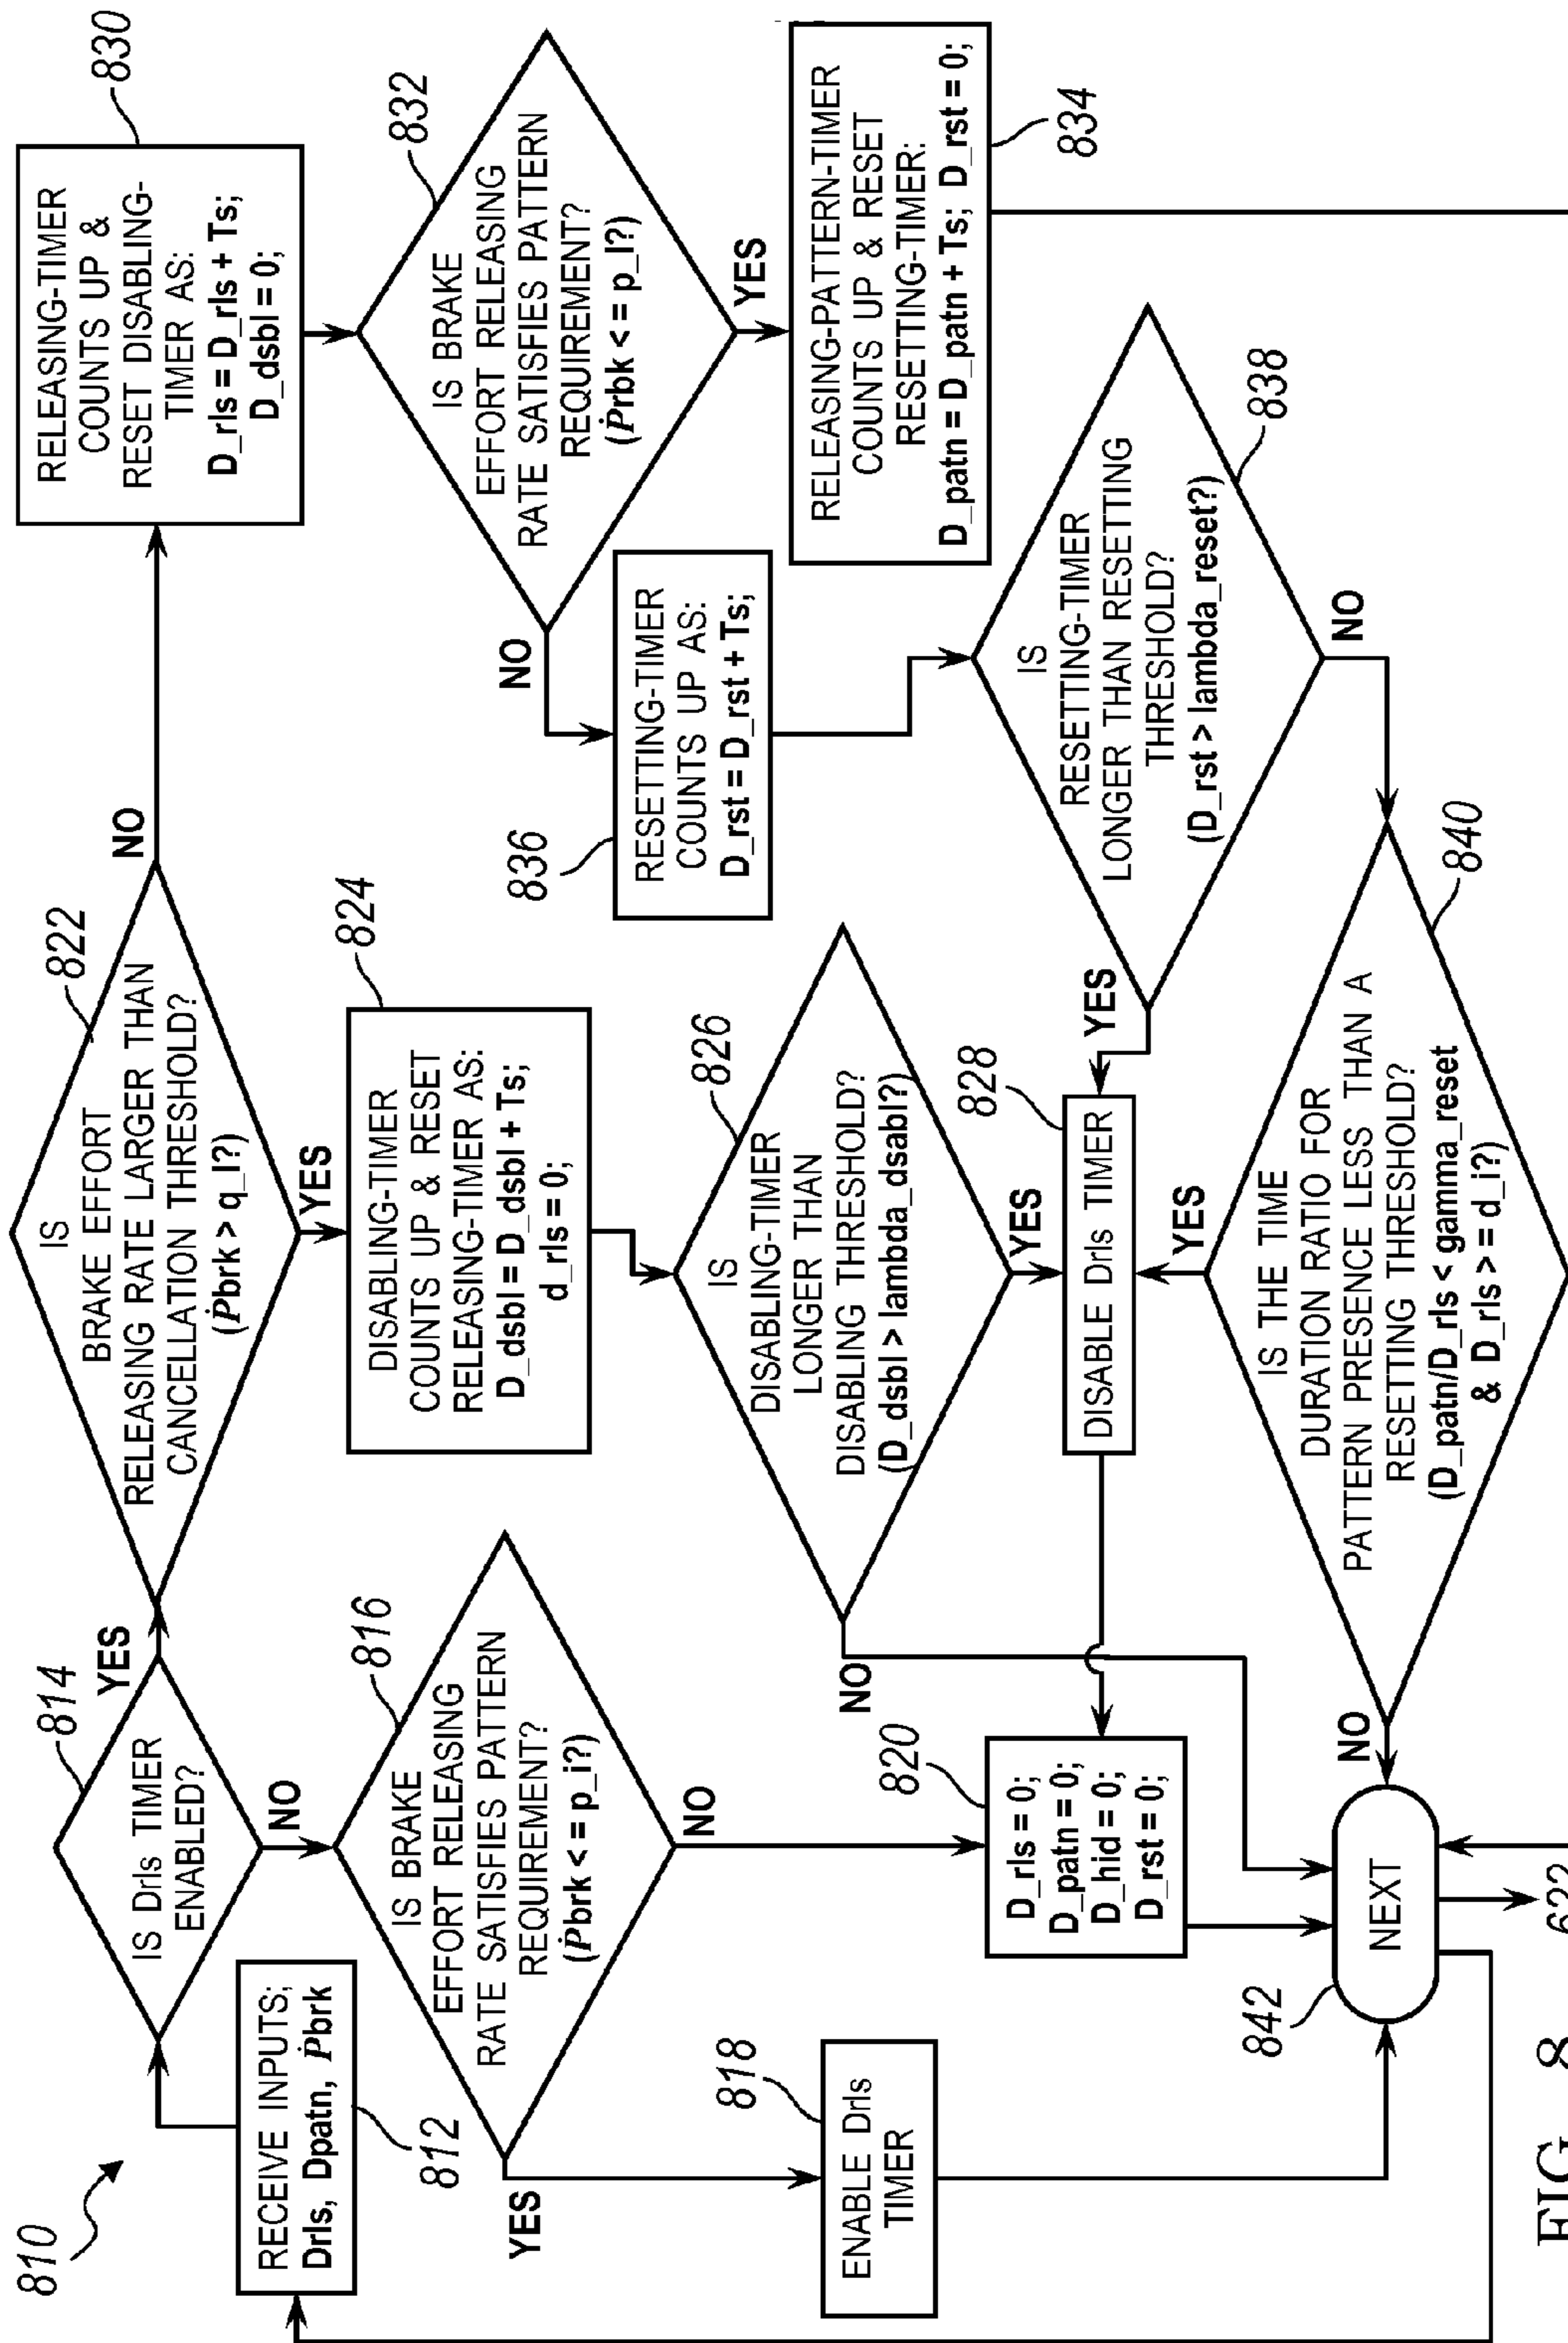 810
RECEIVE INPUTS;
Drls, Dpatn, Ṗbrk
812
814
IS Drls TIMER
ENABLED?
YES
NO
816
IS BRAKE
EFFORT RELEASING
RATE SATISFIES PATTERN
REQUIREMENT?
(Ṗbrk < = p_i?)
YES
NO
818
ENABLE Drls
TIMER
820
D_rls = 0;
D_patn = 0;
D_hid = 0;
D_rst = 0;
822
IS
BRAKE EFFORT
RELEASING RATE LARGER THAN
CANCELLATION THRESHOLD?
(Ṗbrk > q_l?)
NO
YES
824
DISABLING-TIMER
COUNTS UP & RESET
RELEASING-TIMER AS:
D_dsbl = D_dsbl + Ts;
d_rls = 0;
826
IS
DISABLING-TIMER
LONGER THAN
DISABLING THRESHOLD?
(D_dsbl > lambda_dsabl?)
NO
YES
828
DISABLE Drls TIMER
830
RELEASING-TIMER
COUNTS UP &
RESET DISABLING-
TIMER AS:
D_rls = D_rls + Ts;
D_dsbl = 0;
832
IS BRAKE
EFFORT RELEASING
RATE SATISFIES PATTERN
REQUIREMENT?
(Ṗrbk < = p_l?)
NO
YES
834
RELEASING-PATTERN-TIMER
COUNTS UP & RESET
RESETTING-TIMER:
D_patn = D_patn + Ts; D_rst = 0;
836
RESETTING-TIMER
COUNTS UP AS:
D_rst = D_rst + Ts;
838
IS
RESETTING-TIMER
LONGER THAN RESETTING
THRESHOLD?
(D_rst > lambda_reset?)
YES
NO
840
IS THE TIME
DURATION RATIO FOR
PATTERN PRESENCE LESS THAN A
RESETTING THRESHOLD?
(D_patn/D_rls < gamma_reset
& D_rls > = d_i?)
YES
NO
842
NEXT
622
FIG. 8